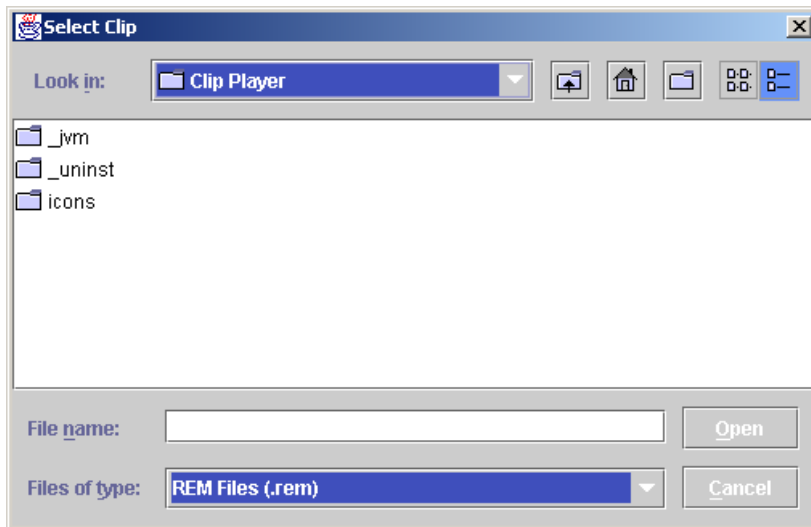 Select Clip
Look in: Clip Player
_jvm
_uninst
icons
File name: Open
Files of type: REM Files (.rem) Cancel